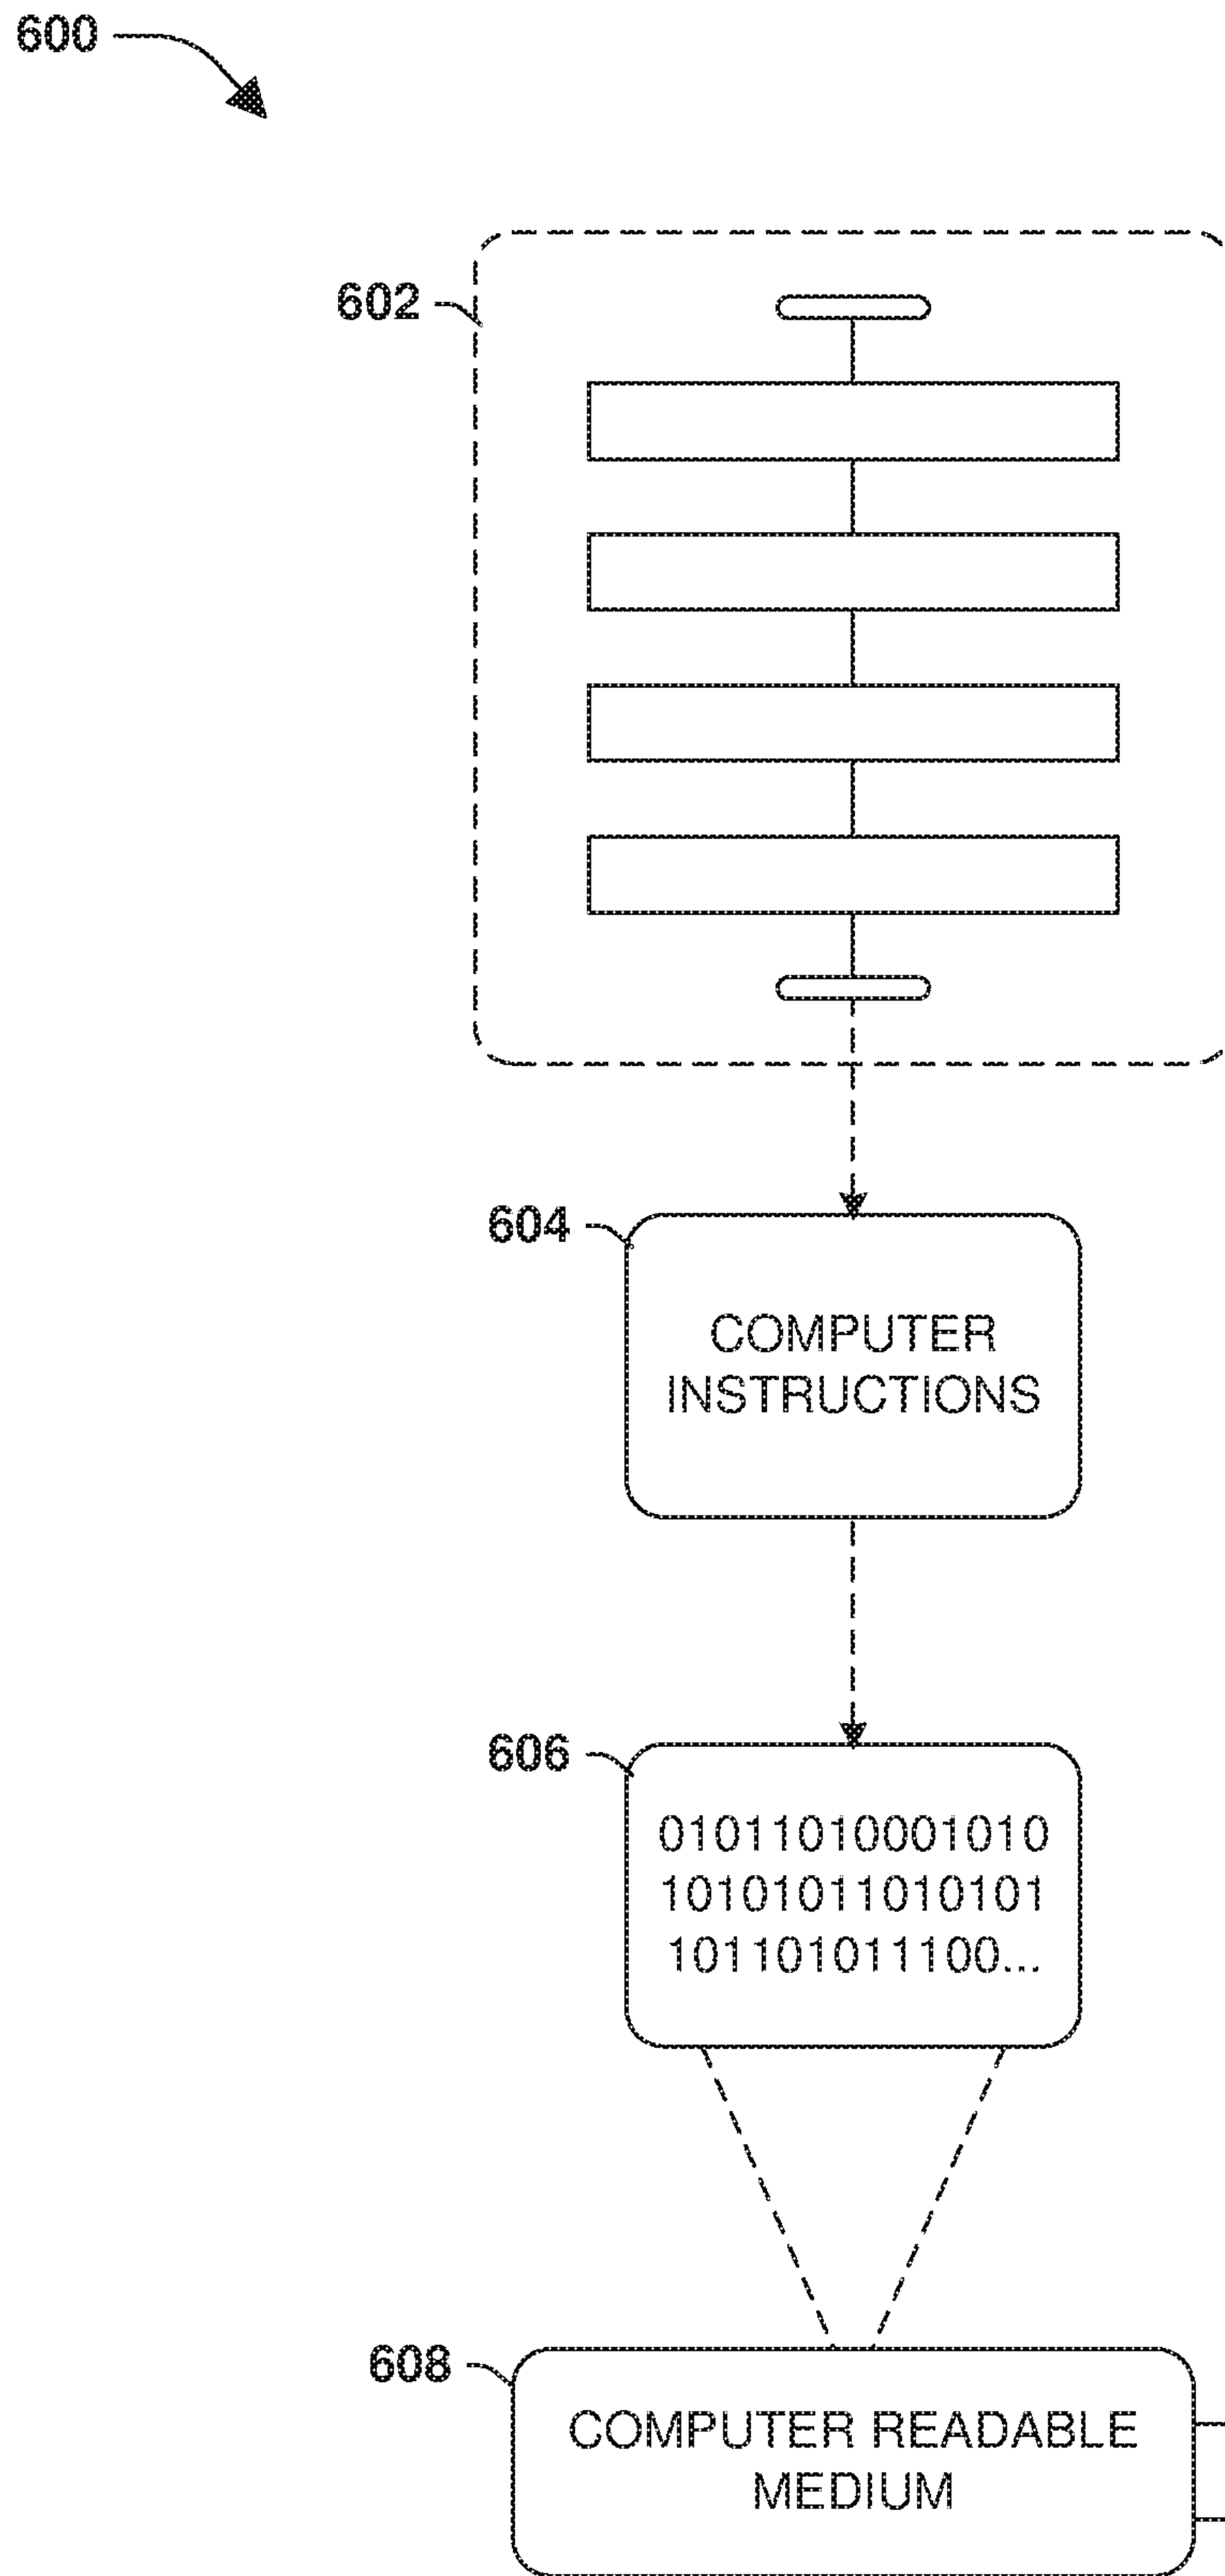 600
602
604
COMPUTER
INSTRUCTIONS
606
01011010001010
10101011010101
101101011100...
608
COMPUTER READABLE
MEDIUM